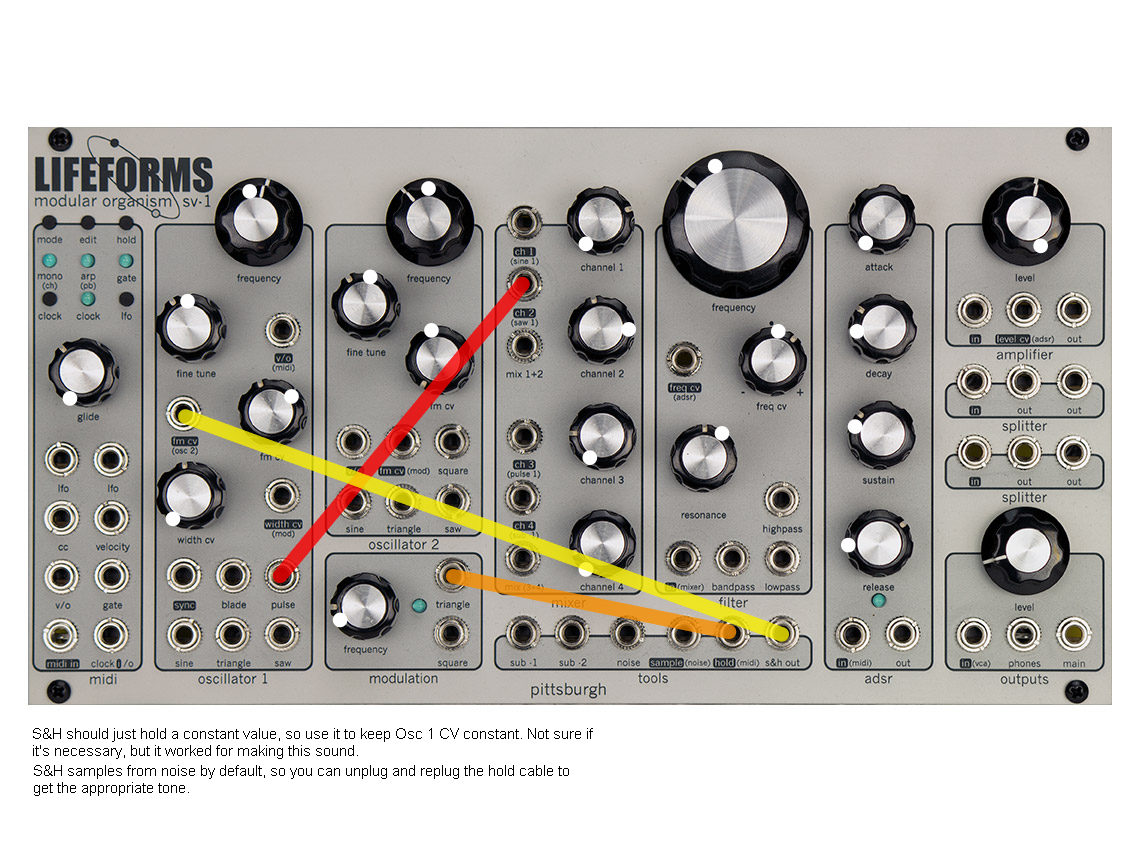 LIFEFORMS
modular organism sv-1
mode edit hold
mono arp gate
(ch) (pb)
clock clock lfo
glide
lfo lfo
cc velocity
v/o gate
midi in clock i/o
midi
frequency
fine tune
v/o
(midi)
fm cv
(osc 2)
fm cv
width cv
width cv
(mod)
sync blade pulse
sine triangle saw
oscillator 1
frequency
fine tune
fm cv
fm cv (mod) square
sine triangle saw
oscillator 2
triangle
frequency
square
modulation
ch 1
(sine 1)
channel 1
ch 2
(saw 1)
mix 1+2
channel 2
ch 3
(pulse 1)
channel 3
ch 4
(sub -1)
mix (3+4)
channel 4
mixer
frequency
freq cv
(adsr)
- +
freq cv
resonance
highpass
in (mixer) bandpass lowpass
filter
sub -1 sub -2 noise sample (noise) hold (midi) s&h out
tools
pittsburgh
attack
decay
sustain
release
in (midi) out
adsr
level
in level cv (adsr) out
amplifier
in out out
splitter
in out out
splitter
level
in (vca) phones main
outputs
S&H should just hold a constant value, so use it to keep Osc 1 CV constant. Not sure if
it's necessary, but it worked for making this sound.
S&H samples from noise by default, so you can unplug and replug the hold cable to
get the appropriate tone.